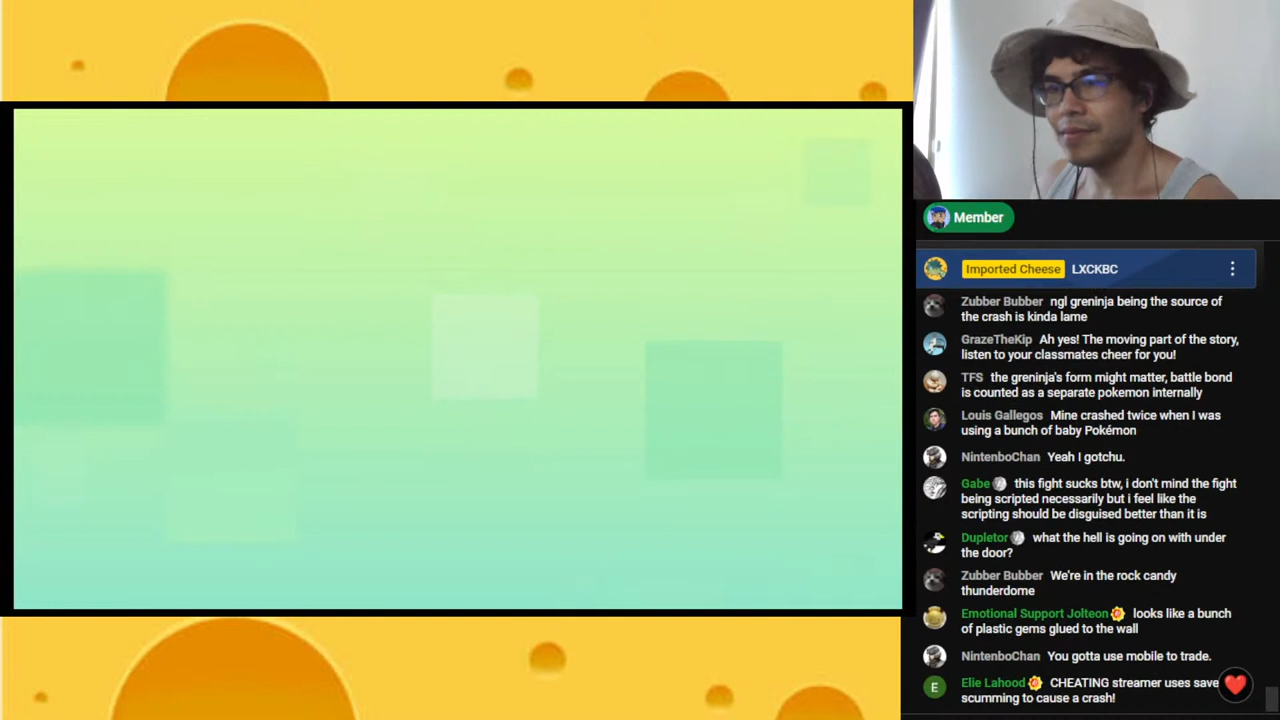 Member
Imported Cheese LXCKBC
Zubber Bubber ngl greninja being the source of
the crash is kinda lame
GrazeTheKip Ah yes! The moving part of the story,
listen to your classmates cheer for you!
TFS the greninja's form might matter, battle bond
is counted as a separate pokemon internally
Louis Gallegos Mine crashed twice when I was
using a bunch of baby Pokémon
NintenboChan Yeah I gotchu.
Gabe this fight sucks btw, i don't mind the fight
being scripted necessarily but i feel like the
scripting should be disguised better than it is
Dupletor what the hell is going on with under
the door?
Zubber Bubber We're in the rock candy
thunderdome
Emotional Support Jolteon looks like a bunch
of plastic gems glued to the wall
NintenboChan You gotta use mobile to trade.
E Elie Lahood CHEATING streamer uses save
scumming to cause a crash!